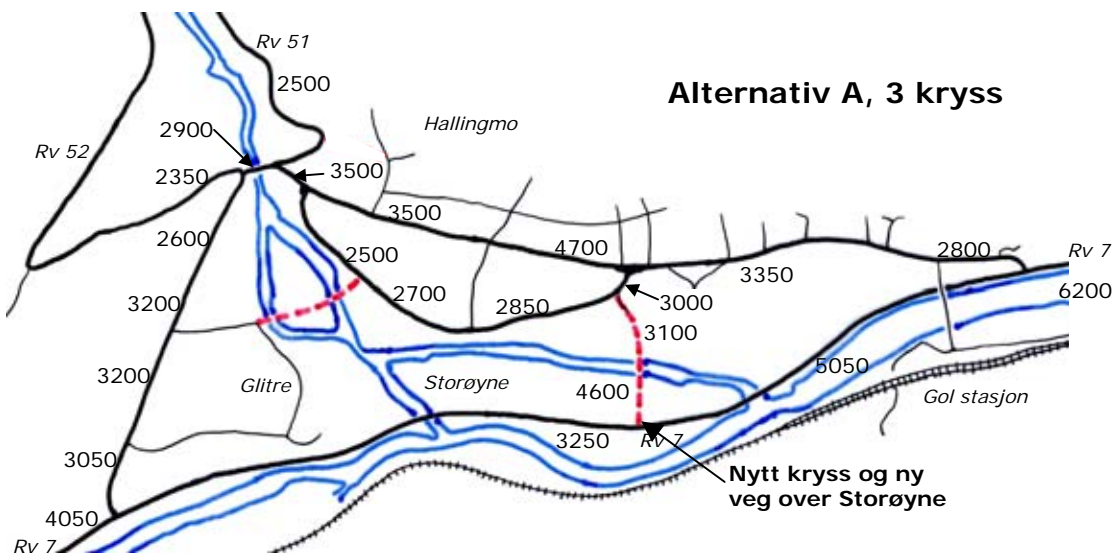 Rv 51
2500
Alternativ A, 3 kryss
Hallingmo
2900
Rv 52
2350
3500
3500
2600
2500
4700
3350
2800
Rv 7
6200
3200
2700
2850
3000
3100
3200
Glitre
Storøyne
4600
5050
Gol stasjon
3050
3250
Rv 7
Nytt kryss og ny
veg over Storøyne
4050
Rv 7